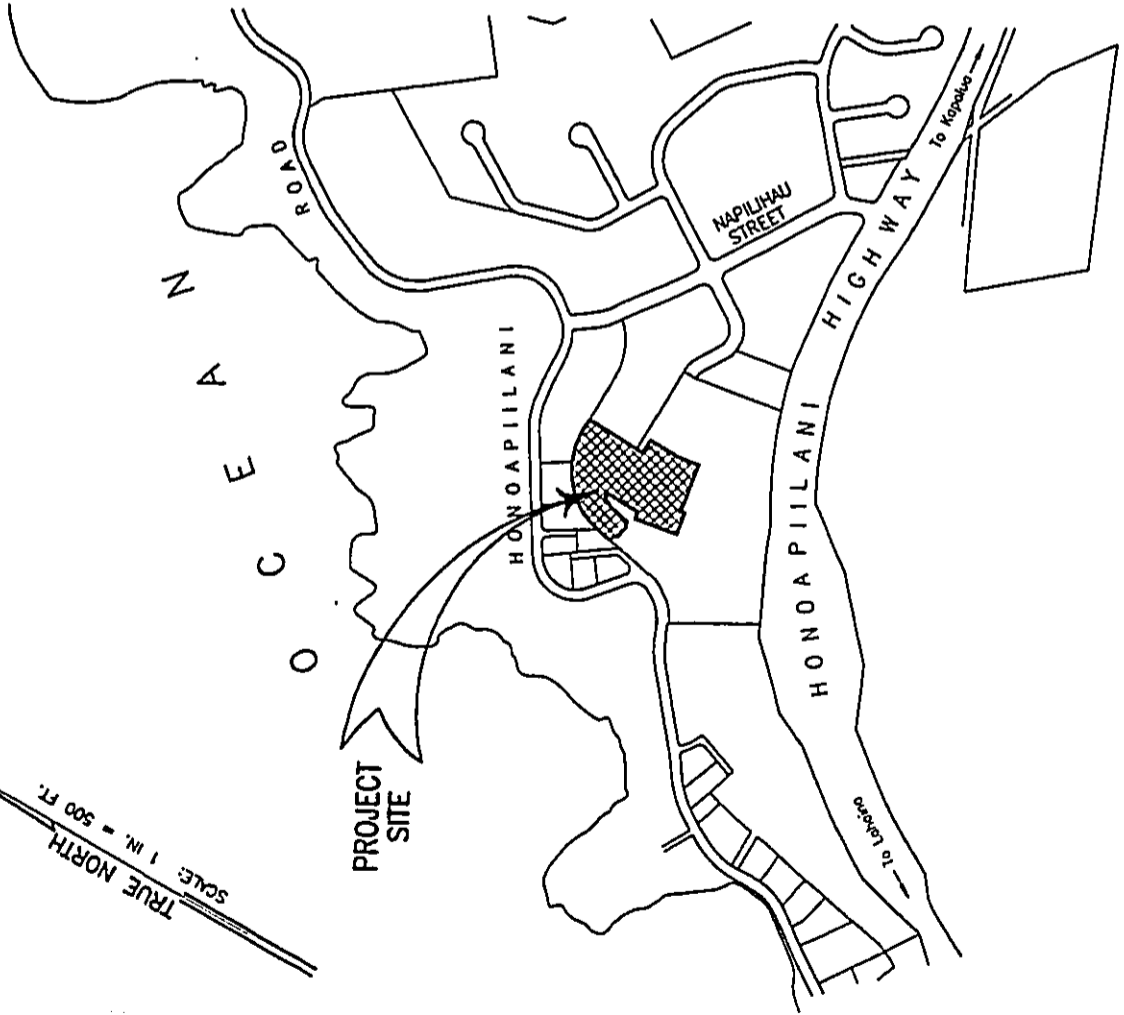 OCEAN
ROAD
HONOAPIILANI
NAPILIHAU
STREET
To Kapalua
HONOAPIILANI HIGHWAY
To Lahaina
PROJECT
SITE
TRUE NORTH
SCALE: 1 IN. = 500 FT.